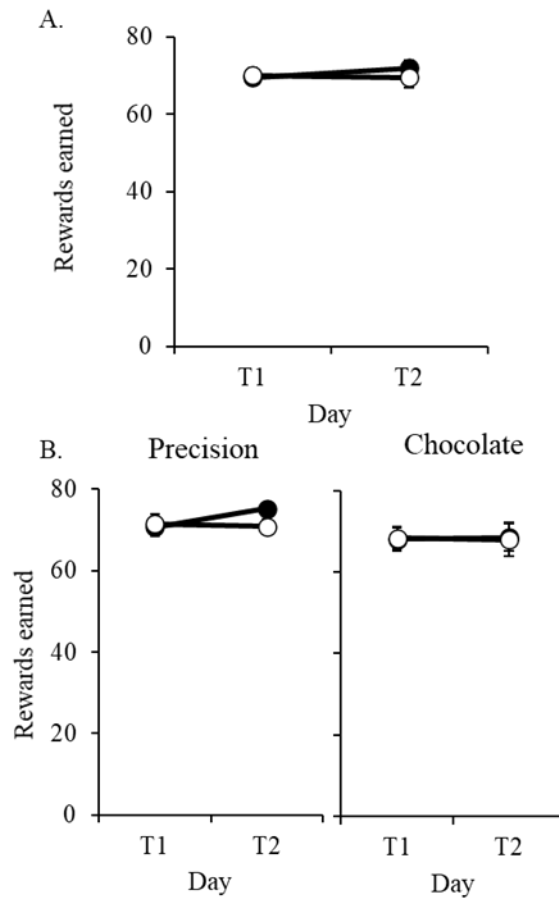 A.
80
60
40
20
0
Rewards earned
T1 T2
Day
B. Precision Chocolate
80
60
40
20
0
Rewards earned
T1 T2 T1 T2
Day Day